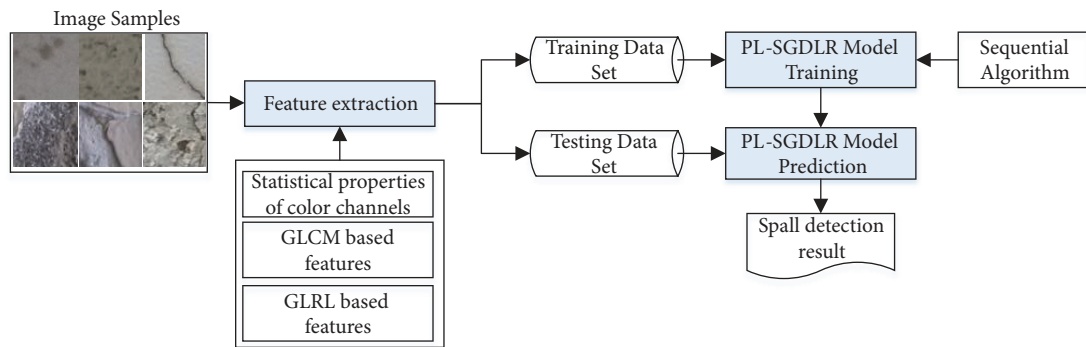 Image Samples
Feature extraction
Statistical properties
of color channels
GLCM based
features
GLRL based
features
Training Data
Set
Testing Data
Set
PL-SGDLR Model
Training
Sequential
Algorithm
PL-SGDLR Model
Prediction
Spall detection
result